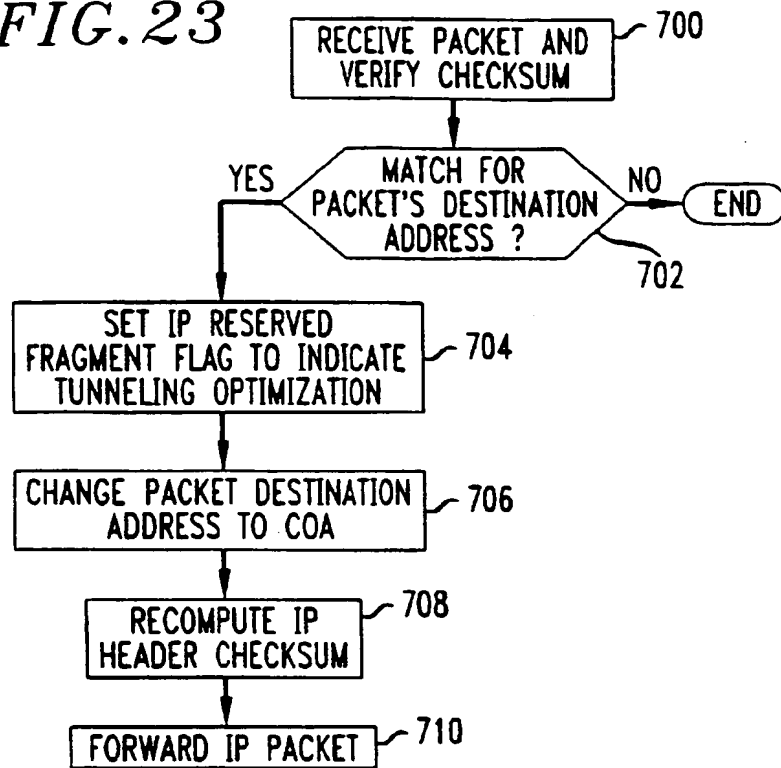 FIG.23
RECEIVE PACKET AND
VERIFY CHECKSUM
700
MATCH FOR
PACKET'S DESTINATION
ADDRESS ?
702
YES
NO
END
SET IP RESERVED
FRAGMENT FLAG TO INDICATE
TUNNELING OPTIMIZATION
704
CHANGE PACKET DESTINATION
ADDRESS TO COA
706
RECOMPUTE IP
HEADER CHECKSUM
708
FORWARD IP PACKET
710